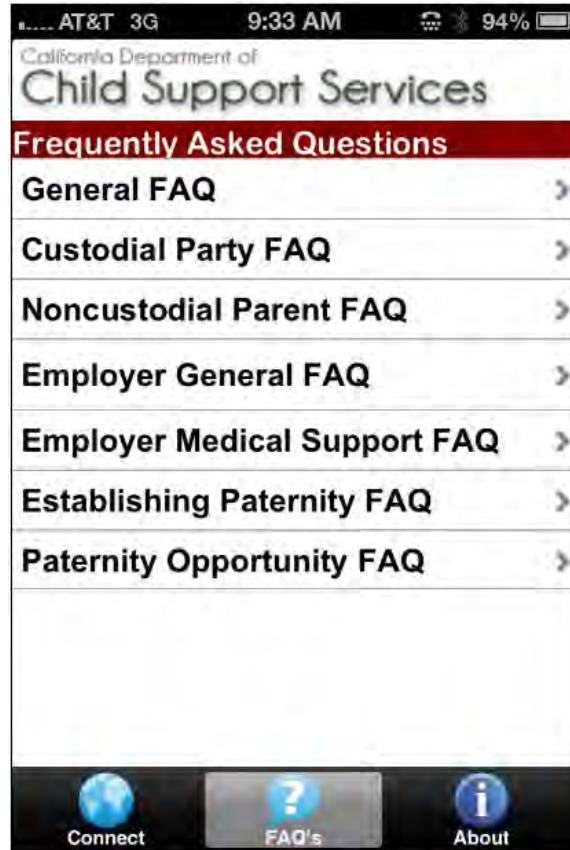 AT&T 3G 9:33 AM 94%
California Department of
Child Support Services
Frequently Asked Questions
General FAQ
Custodial Party FAQ
Noncustodial Parent FAQ
Employer General FAQ
Employer Medical Support FAQ
Establishing Paternity FAQ
Paternity Opportunity FAQ
Connect FAQ's About